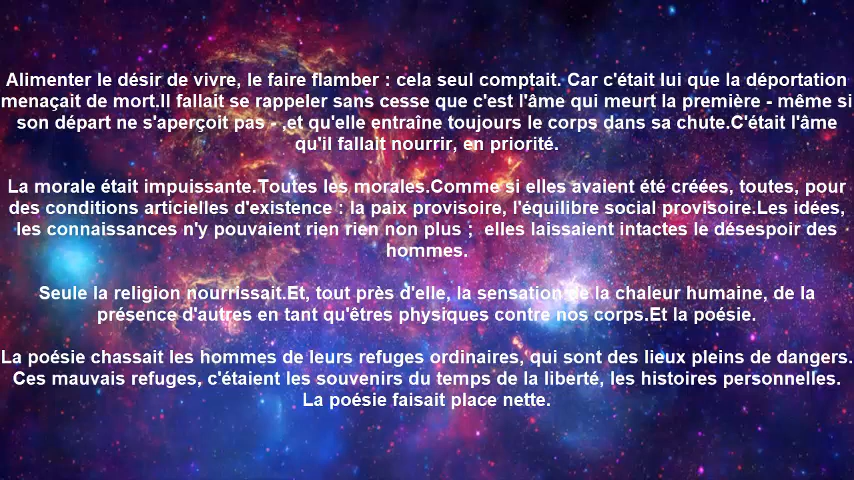 Alimenter le désir de vivre, le faire flamber : cela seul comptait. Car c'était lui que la déportation
menaçait de mort.Il fallait se rappeler sans cesse que c'est l'âme qui meurt la première - même si
son départ ne s'aperçoit pas - ,et qu'elle entraîne toujours le corps dans sa chute.C'était l'âme
qu'il fallait nourrir, en priorité.
La morale était impuissante.Toutes les morales.Comme si elles avaient été créées, toutes, pour
des conditions articielles d'existence : la paix provisoire, l'équilibre social provisoire.Les idées,
les connaissances n'y pouvaient rien rien non plus ; elles laissaient intactes le désespoir des
hommes.
Seule la religion nourrissait.Et, tout près d'elle, la sensation de la chaleur humaine, de la
présence d'autres en tant qu'êtres physiques contre nos corps.Et la poésie.
La poésie chassait les hommes de leurs refuges ordinaires, qui sont des lieux pleins de dangers.
Ces mauvais refuges, c'étaient les souvenirs du temps de la liberté, les histoires personnelles.
La poésie faisait place nette.